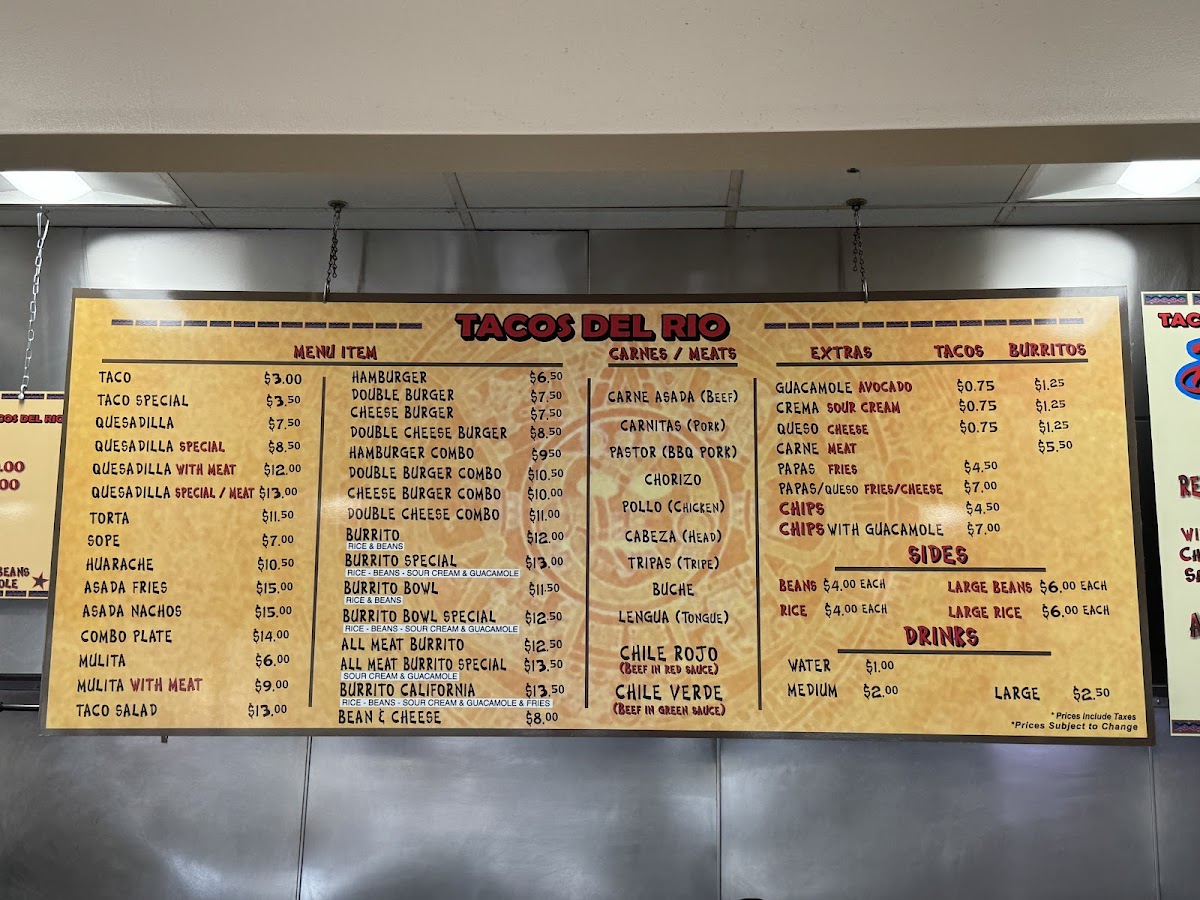 TACOS DEL RIO
MENU ITEM
TACO $3.00
TACO SPECIAL $3.50
QUESADILLA $7.50
QUESADILLA SPECIAL $8.50
QUESADILLA WITH MEAT $12.00
QUESADILLA SPECIAL / MEAT $13.00
TORTA $11.50
SOPE $7.00
HUARACHE $10.50
ASADA FRIES $15.00
ASADA NACHOS $15.00
COMBO PLATE $14.00
MULITA $6.00
MULITA WITH MEAT $9.00
TACO SALAD $13.00
HAMBURGER $6.50
DOUBLE BURGER $7.50
CHEESE BURGER $7.50
DOUBLE CHEESE BURGER $8.50
HAMBURGER COMBO $9.50
DOUBLE BURGER COMBO $10.50
CHEESE BURGER COMBO $10.00
DOUBLE CHEESE COMBO $11.00
BURRITO $12.00
RICE & BEANS
BURRITO SPECIAL $13.00
RICE - BEANS - SOUR CREAM & GUACAMOLE
BURRITO BOWL $11.50
RICE & BEANS
BURRITO BOWL SPECIAL $12.50
RICE - BEANS - SOUR CREAM & GUACAMOLE
ALL MEAT BURRITO $12.50
ALL MEAT BURRITO SPECIAL $13.50
SOUR CREAM & GUACAMOLE
BURRITO CALIFORNIA $13.50
RICE - BEANS - SOUR CREAM & GUACAMOLE & FRIES
BEAN & CHEESE $8.00
CARNES / MEATS
CARNE ASADA (BEEF)
CARNITAS (PORK)
PASTOR (BBQ PORK)
CHORIZO
POLLO (CHICKEN)
CABEZA (HEAD)
TRIPAS (TRIPE)
BUCHE
LENGUA (TONGUE)
CHILE ROJO
(BEEF IN RED SAUCE)
CHILE VERDE
(BEEF IN GREEN SAUCE)
EXTRAS TACOS BURRITOS
GUACAMOLE AVOCADO $0.75 $1.25
CREMA SOUR CREAM $0.75 $1.25
QUESO CHEESE $0.75 $1.25
CARNE MEAT $5.50
PAPAS FRIES $4.50
PAPAS/QUESO FRIES/CHEESE $7.00
CHIPS $4.50
CHIPS WITH GUACAMOLE $7.00
SIDES
BEANS $4.00 EACH LARGE BEANS $6.00 EACH
RICE $4.00 EACH LARGE RICE $6.00 EACH
DRINKS
WATER $1.00
MEDIUM $2.00 LARGE $2.50
* Prices Include Taxes
*Prices Subject to Change
DEL RIO
BEANS